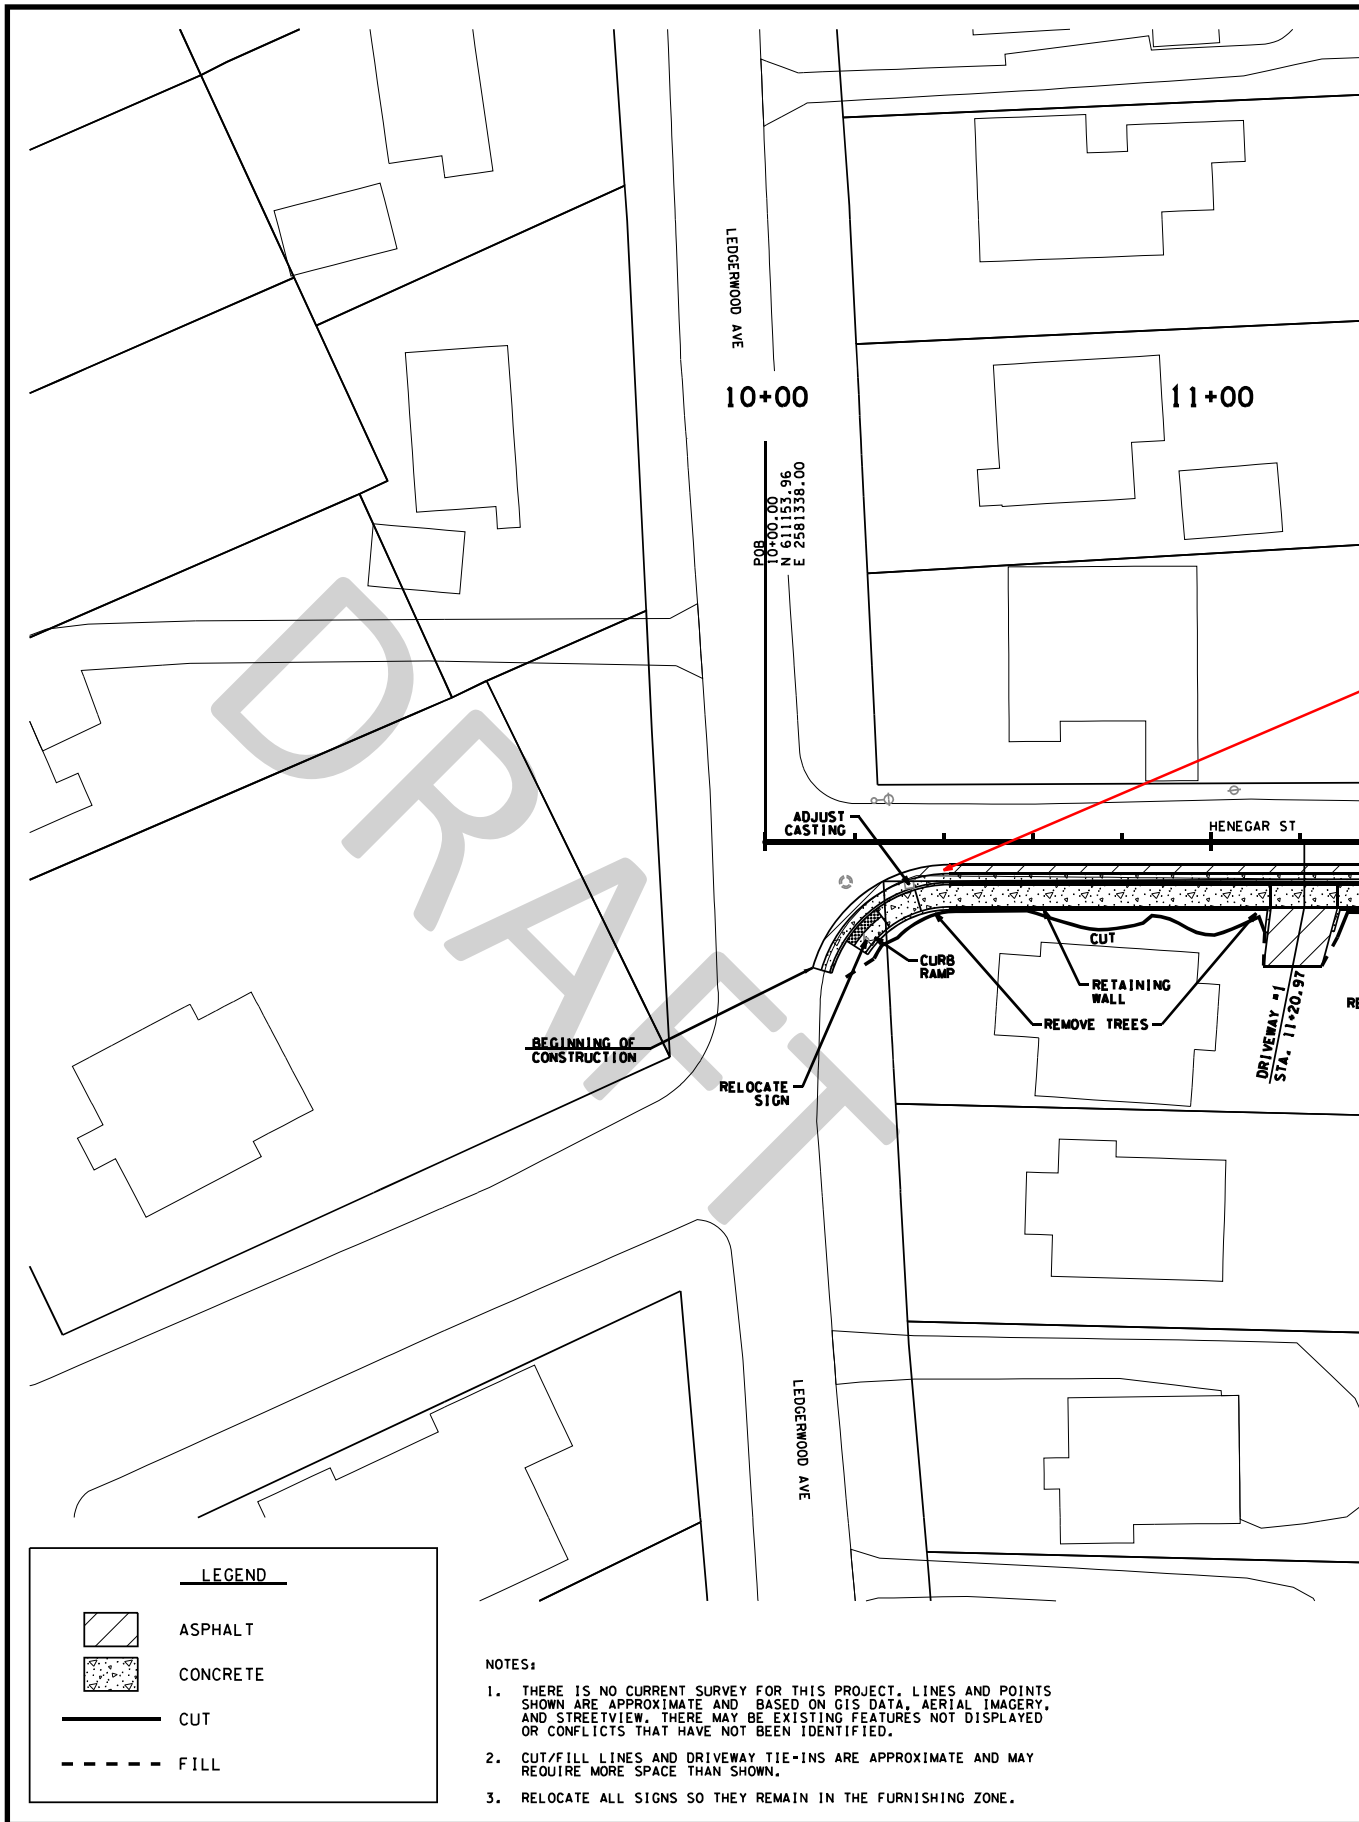 LEDGERWOOD AVE
10+00
11+00
POB
10+00.00
N 611153.96
E 2581338.00
ADJUST
CASTING
HENEGAR ST
CUT
CURB
RAMP
RETAINING
WALL
REMOVE TREES
DRIVEWAY #1
STA. 11+20.97
BEGINNING OF
CONSTRUCTION
RELOCATE
SIGN
DRAFT
LEDGERWOOD AVE
LEGEND
ASPHALT
CONCRETE
CUT
FILL
NOTES:
1. THERE IS NO CURRENT SURVEY FOR THIS PROJECT. LINES AND POINTS
SHOWN ARE APPROXIMATE AND BASED ON GIS DATA, AERIAL IMAGERY,
AND STREETVIEW. THERE MAY BE EXISTING FEATURES NOT DISPLAYED
OR CONFLICTS THAT HAVE NOT BEEN IDENTIFIED.
2. CUT/FILL LINES AND DRIVEWAY TIE-INS ARE APPROXIMATE AND MAY
REQUIRE MORE SPACE THAN SHOWN.
3. RELOCATE ALL SIGNS SO THEY REMAIN IN THE FURNISHING ZONE.